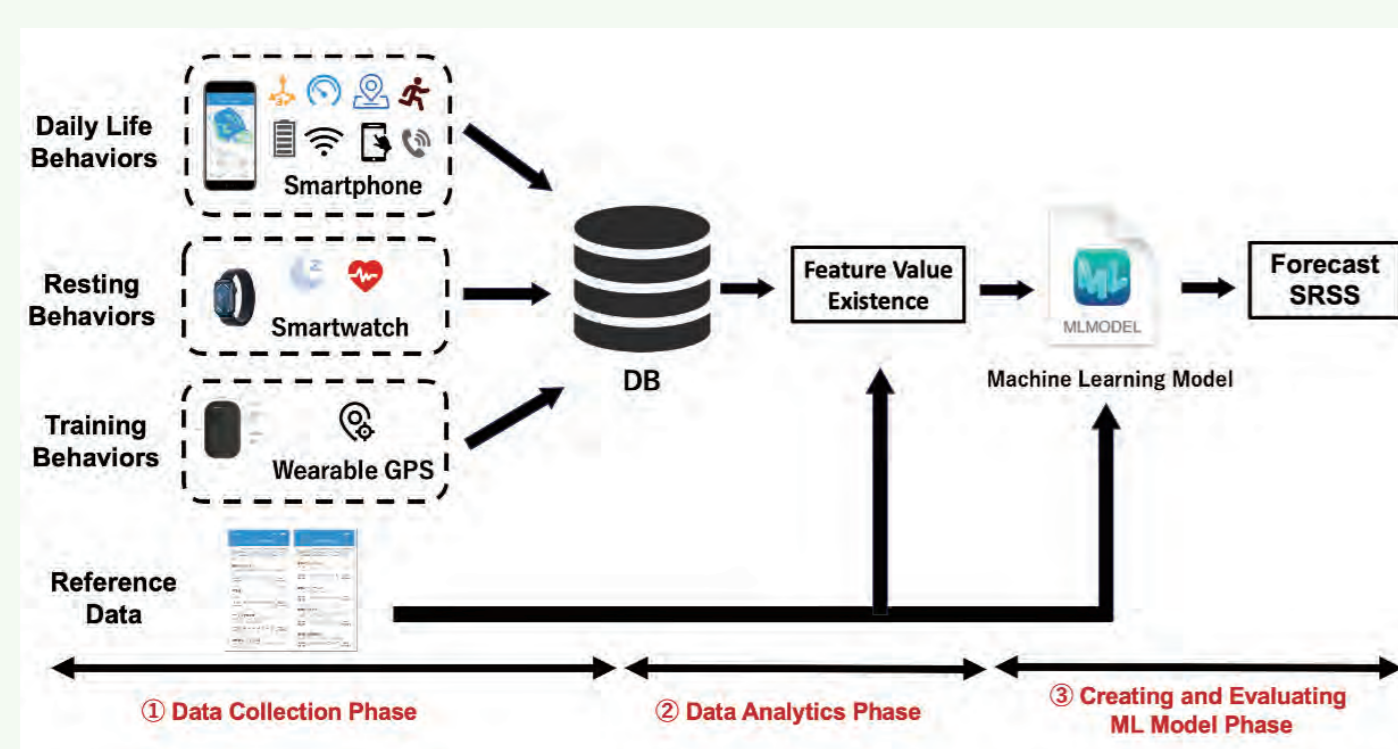 Daily Life
Behaviors
Smartphone
Resting
Behaviors
Smartwatch
Training
Behaviors
Wearable GPS
Reference
Data
DB
Feature Value
Existence
ML
MLMODEL
Machine Learning Model
Forecast
SRSS
① Data Collection Phase
② Data Analytics Phase
③ Creating and Evaluating
ML Model Phase